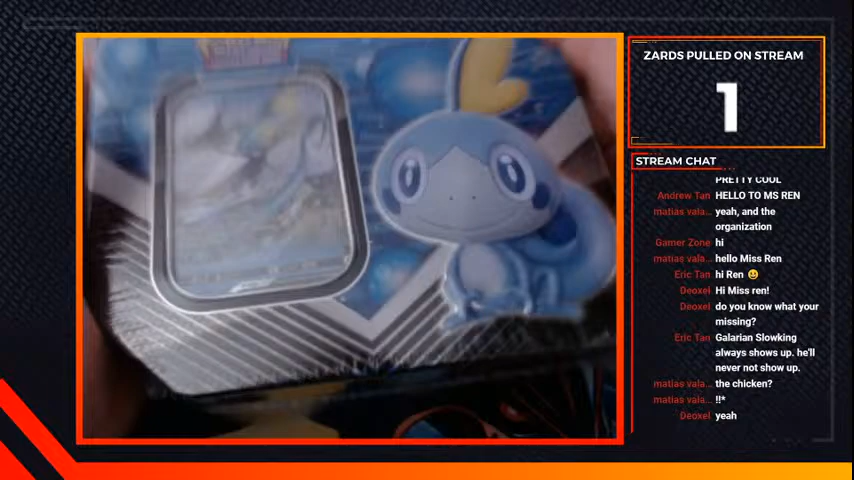 ZARDS PULLED ON STREAM
1
STREAM CHAT
PRETTY COOL
Andrew Tan HELLO TO MS REN
matias vala... yeah, and the
organization
Gamer Zone hi
matias vala... hello Miss Ren
Eric Tan hi Ren 😃
Deoxel Hi Miss ren!
Deoxel do you know what your
missing?
Eric Tan Galarian Slowking
always shows up. he'll
never not show up.
matias vala... the chicken?
matias vala... !!*
Deoxel yeah